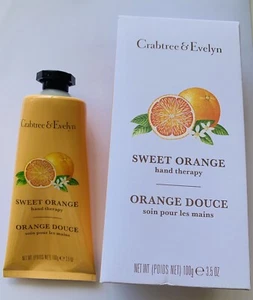 Crabtree & Evelyn
SWEET ORANGE
hand therapy
ORANGE DOUCE
soin pour les mains
Crabtree & Evelyn
SWEET ORANGE
hand therapy
ORANGE DOUCE
soin pour les mains
NET WT (POIDS NET) 100g e 3.5 OZ